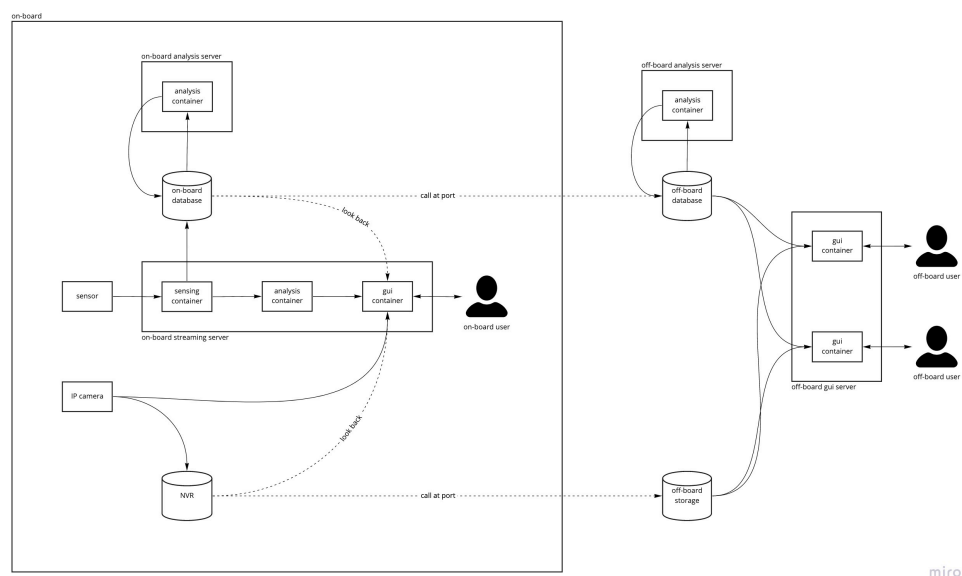 on-board
on-board analysis server
analysis
container
off-board analysis server
analysis
container
on-board
database
call at port
off-board
database
look back
gui
container
off-board user
sensor
sensing
container
analysis
container
gui
container
on-board user
on-board streaming server
gui
container
off-board user
off-board gui server
IP camera
look back
NVR
call at port
off-board
storage
miro